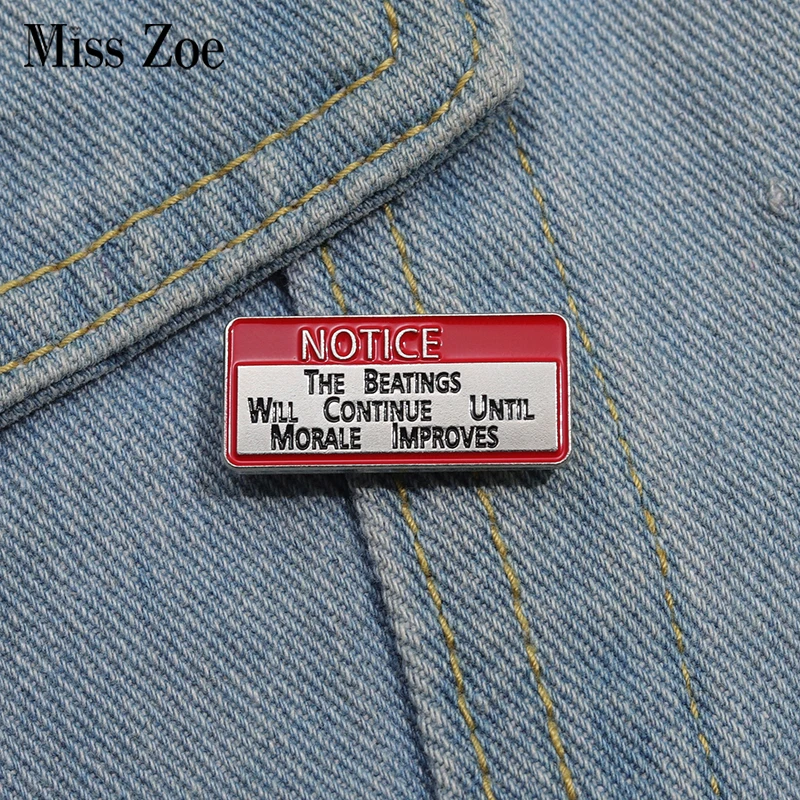 Miss Zoe
NOTICE
THE BEATINGS
WILL CONTINUE UNTIL
MORALE IMPROVES